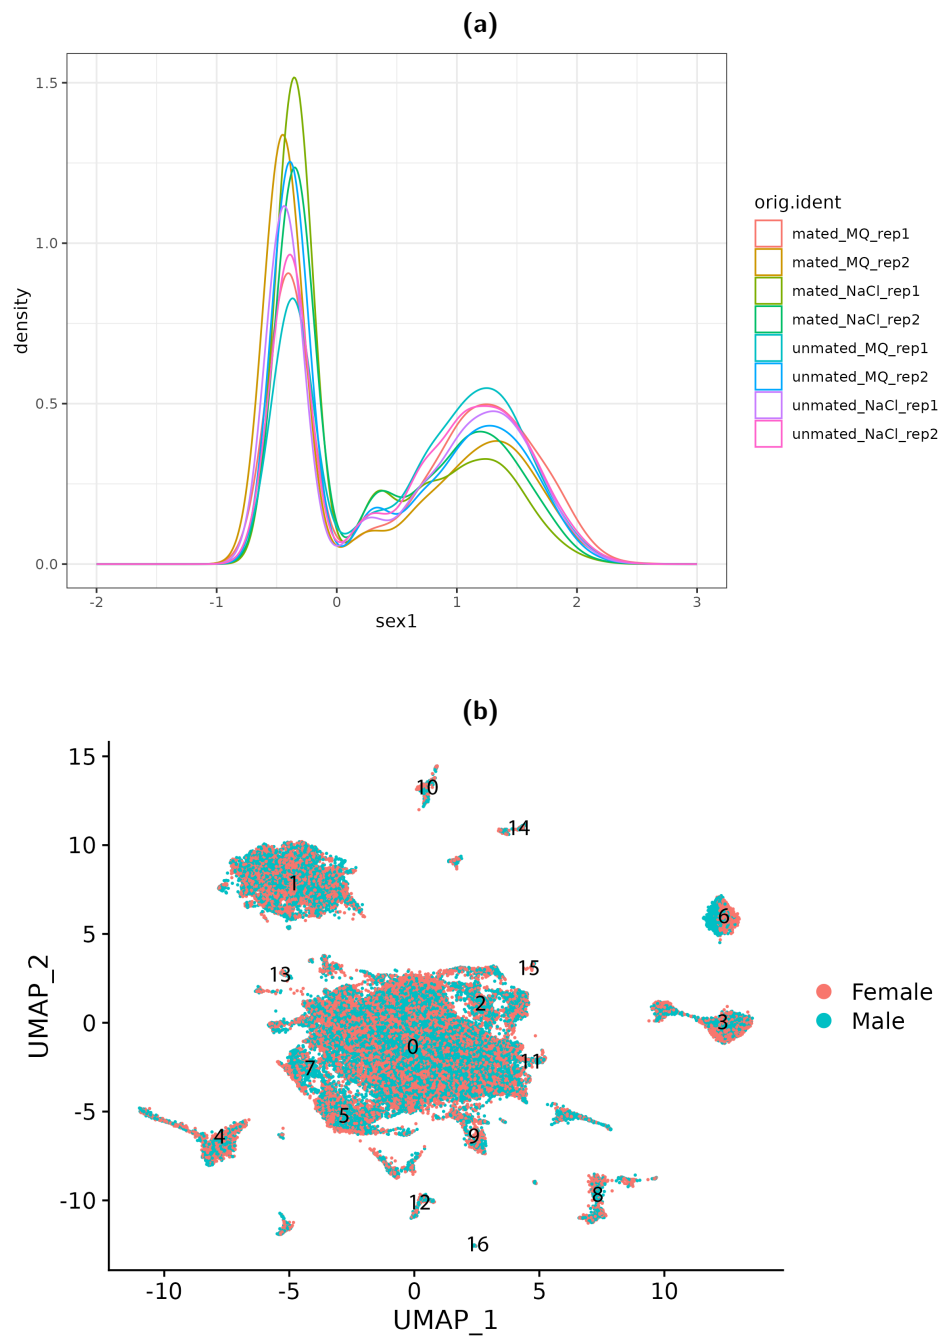 (a)
1.5
1.0
0.5
0.0
density
-2 -1 0 1 2 3
sex1
orig.ident
mated_MQ_rep1
mated_MQ_rep2
mated_NaCl_rep1
mated_NaCl_rep2
unmated_MQ_rep1
unmated_MQ_rep2
unmated_NaCl_rep1
unmated_NaCl_rep2
(b)
15
10
5
0
-5
-10
UMAP_2
10
14
1
6
13
15
2
3
0
11
7
5
4
9
8
12
16
-10 -5 0 5 10
UMAP_1
Female
Male